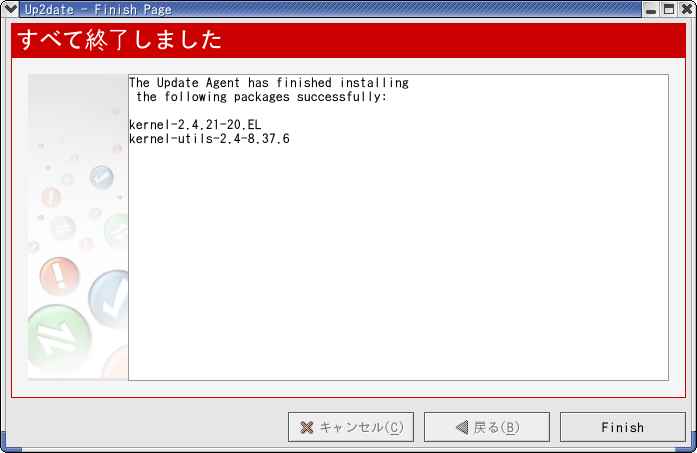 Up2date - Finish Page
すべて終了しました
The Update Agent has finished installing
the following packages successfully:
kernel-2.4.21-20.EL
kernel-utils-2.4-8.37.6
キャンセル(C)
戻る(B)
Finish